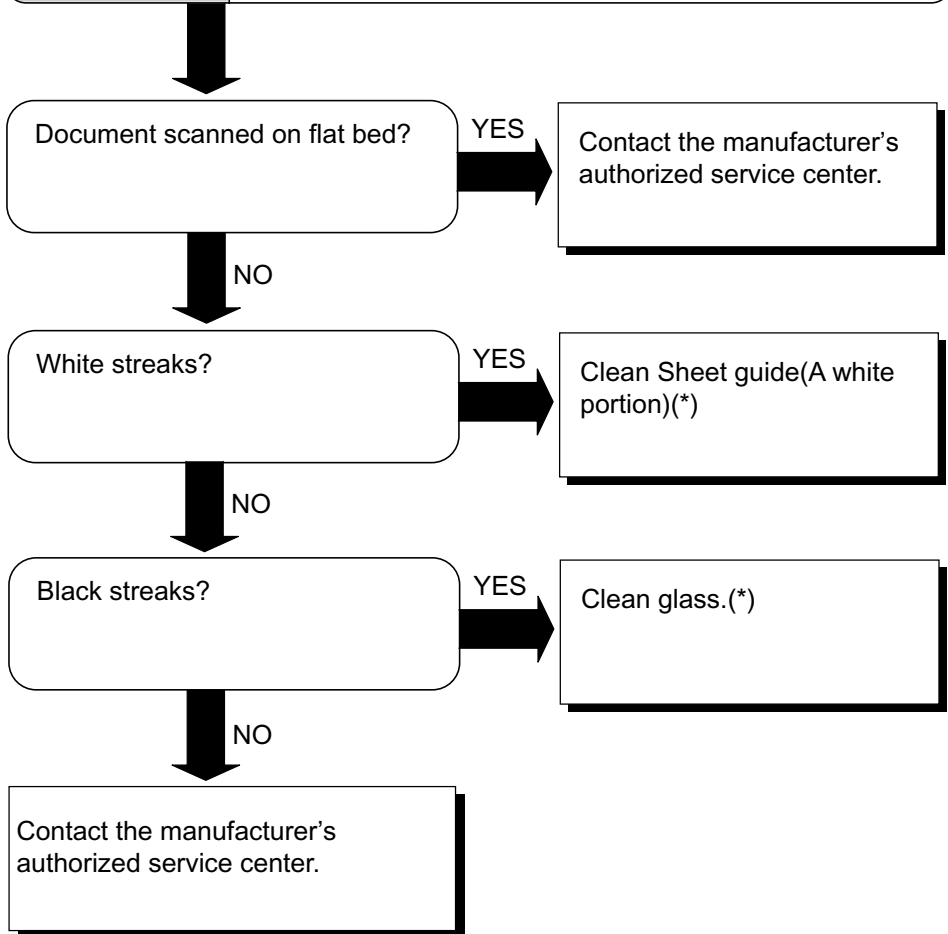 Document scanned on flat bed?
YES
Contact the manufacturer's
authorized service center.
NO
White streaks?
YES
Clean Sheet guide(A white
portion)(*)
NO
Black streaks?
YES
Clean glass.(*)
NO
Contact the manufacturer's
authorized service center.